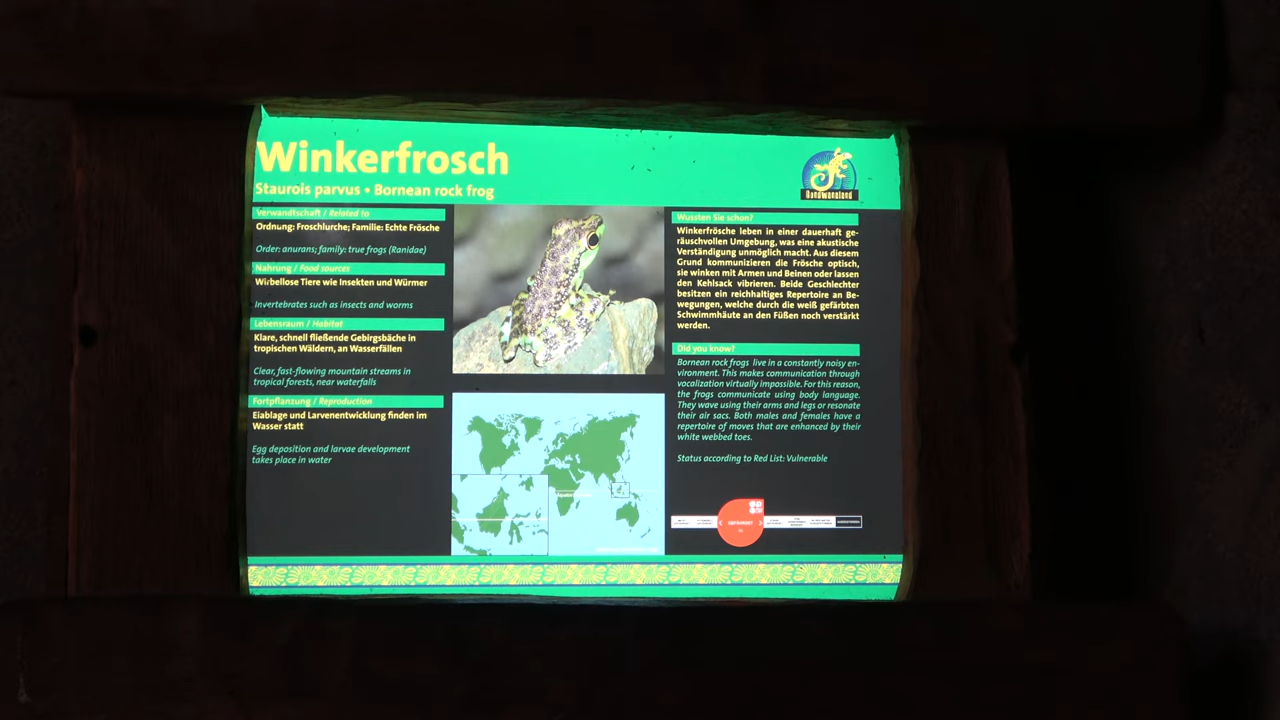 Winkerfrosch
Staurois parvus • Bornean rock frog
Gondwanaland
Verwandtschaft / Related to
Ordnung: Froschlurche; Familie: Echte Frösche
Order: anurans; family: true frogs (Ranidae)
Nahrung / Food sources
Wirbellose Tiere wie Insekten und Würmer
Invertebrates such as insects and worms
Lebensraum / Habitat
Klare, schnell fließende Gebirgsbäche in
tropischen Wäldern, an Wasserfällen
Clear, fast-flowing mountain streams in
tropical forests, near waterfalls
Fortpflanzung / Reproduction
Eiablage und Larvenentwicklung finden im
Wasser statt
Egg deposition and larvae development
takes place in water
Wussten Sie schon?
Winkerfrösche leben in einer dauerhaft ge-
räuschvollen Umgebung, was eine akustische
Verständigung unmöglich macht. Aus diesem
Grund kommunizieren die Frösche optisch,
sie winken mit Armen und Beinen oder lassen
den Kehlsack vibrieren. Beide Geschlechter
besitzen ein reichhaltiges Repertoire an Be-
wegungen, welche durch die weiß gefärbten
Schwimmhäute an den Füßen noch verstärkt
werden.
Did you know?
Bornean rock frogs live in a constantly noisy en-
vironment. This makes communication through
vocalization virtually impossible. For this reason,
the frogs communicate using body language.
They wave using their arms and legs or resonate
their air sacs. Both males and females have a
repertoire of moves that are enhanced by their
white webbed toes.
Status according to Red List: Vulnerable
GEFÄHRDET